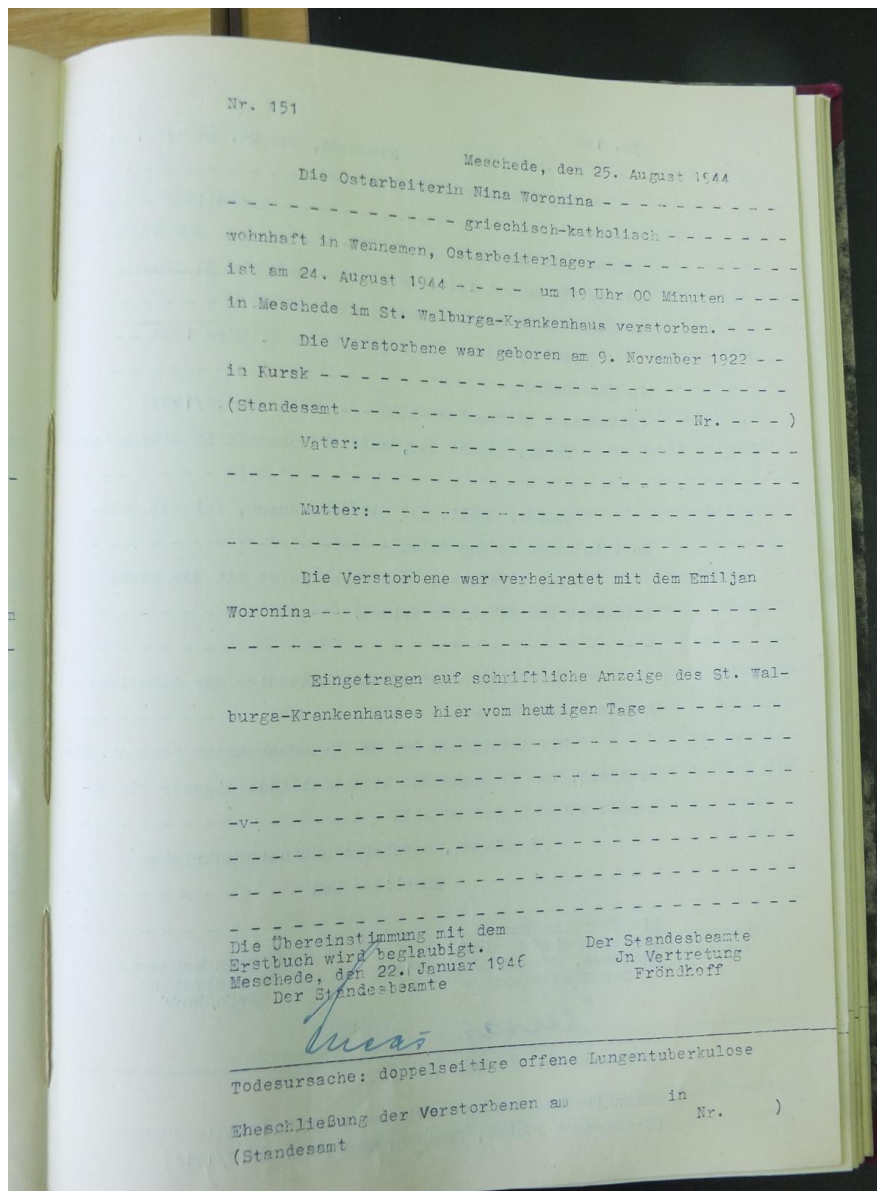 Nr. 151
Meschede, den 25. August 1944
Die Ostarbeiterin Nina Woronina - - - - - - - - - -
- - - - - - - - - - - - - griechisch-katholisch - - - - - - -
wohnhaft in Wennemen, Ostarbeiterlager - - - - - - - - - - -
ist am 24. August 1944 - - - - um 19 Uhr 00 Minuten - - - -
in Meschede im St. Walburga-Krankenhaus verstorben. - - -
Die Verstorbene war geboren am 9. November 1922 - -
in Kursk - - - - - - - - - - - - - - - - - - - - - - - - -
(Standesamt - - - - - - - - - - - - - - - - - - Nr. - - - )
Vater: - - - - - - - - - - - - - - - - - - - - - - -
- - - - - - - - - - - - - - - - - - - - - - - - - - - - - -
Mutter: - - - - - - - - - - - - - - - - - - - - - -
- - - - - - - - - - - - - - - - - - - - - - - - - - - - -
Die Verstorbene war verheiratet mit dem Emiljan
Woronina - - - - - - - - - - - - - - - - - - - - - - - -
- - - - - - - - - - - - - - - - - - - - - - - - - - - - -
Eingetragen auf schriftliche Anzeige des St. Wal-
burga-Krankenhauses hier vom heutigen Tage - - - - - - -
- - - - - - - - - - - - - - - - - - - - - - - - -
- - - - - - - - - - - - - - - - - - - - - - - - - - - - -
-v- - - - - - - - - - - - - - - - - - - - - - - - - - - -
- - - - - - - - - - - - - - - - - - - - - - - - - - - - -
- - - - - - - - - - - - - - - - - - - - - - - - - - - - -
- - - - - - - - - - - - - - - - - - - - - - - - - - - - -
Die Übereinstimmung mit dem
Erstbuch wird beglaubigt.
Meschede, den 22. Januar 1946
Der Standesbeamte
Der Standesbeamte
Jn Vertretung
Fröndhoff
Todesursache: doppelseitige offene Lungentuberkulose
Eheschließung der Verstorbenen am in
(Standesamt Nr. )